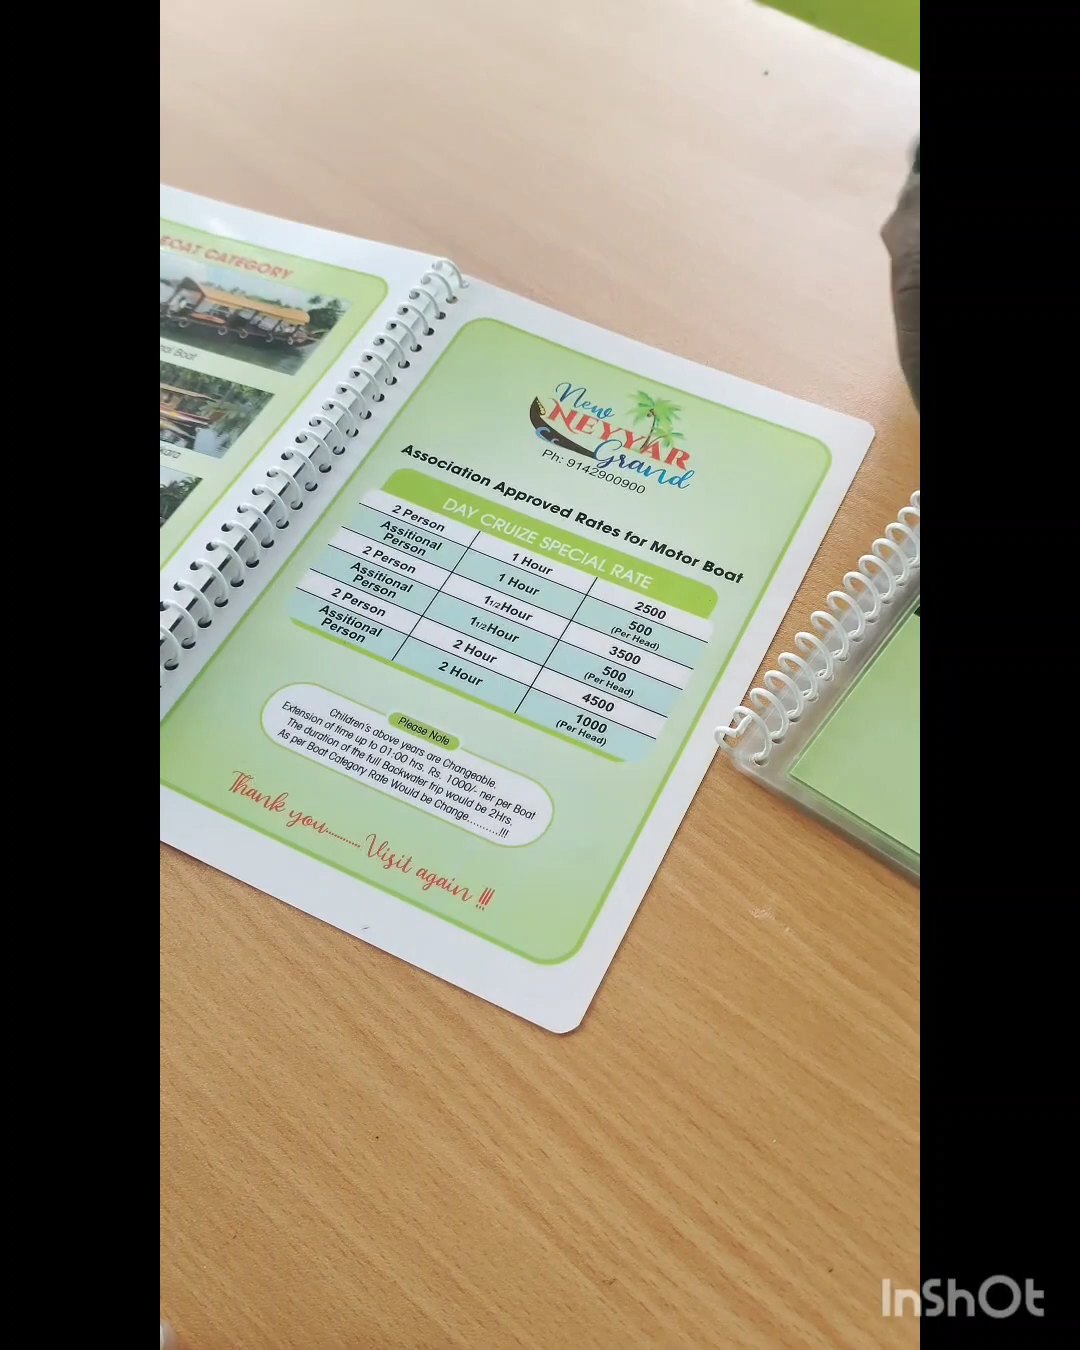 BOAT CATEGORY
Boat
New
NEYYAR
Grand
Ph: 9142900900
Association Approved Rates for Motor Boat
DAY CRUIZE SPECIAL RATE
2 Person 1 Hour 2500
Assitional Person 1 Hour 500 (Per Head)
2 Person 1 1/2 Hour 3500
Assitional Person 1 1/2 Hour 500 (Per Head)
2 Person 2 Hour 4500
Assitional Person 2 Hour 1000 (Per Head)
Please Note
Children's above years are Changeable.
Extension of time up to 01:00 hrs. Rs. 1000/- ner per Boat
The duration of the full Backwater trip would be 2Hrs.
As per Boat Category Rate Would be Change..........!!!
Thank you........... Visit again !!!
InShOt